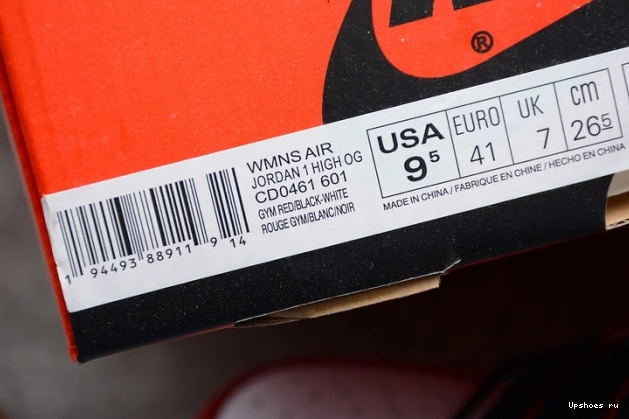 ®
WMNS AIR
JORDAN 1 HIGH OG
CD0461 601
GYM RED/BLACK-WHITE
ROUGE GYM/BLANC/NOIR
USA
9⁵
EURO
41
UK
7
cm
26⁵
MADE IN CHINA / FABRIQUE EN CHINE / HECHO EN CHINA
1 94493 88911 9 14
Upshoes ru